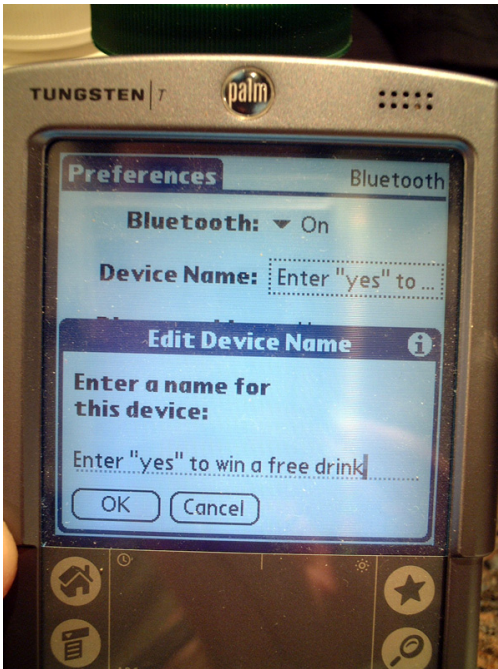 TUNGSTEN | T
palm
Preferences Bluetooth
Bluetooth: On
Device Name: Enter "yes" to ...
Edit Device Name
Enter a name for
this device:
Enter "yes" to win a free drink
OK Cancel